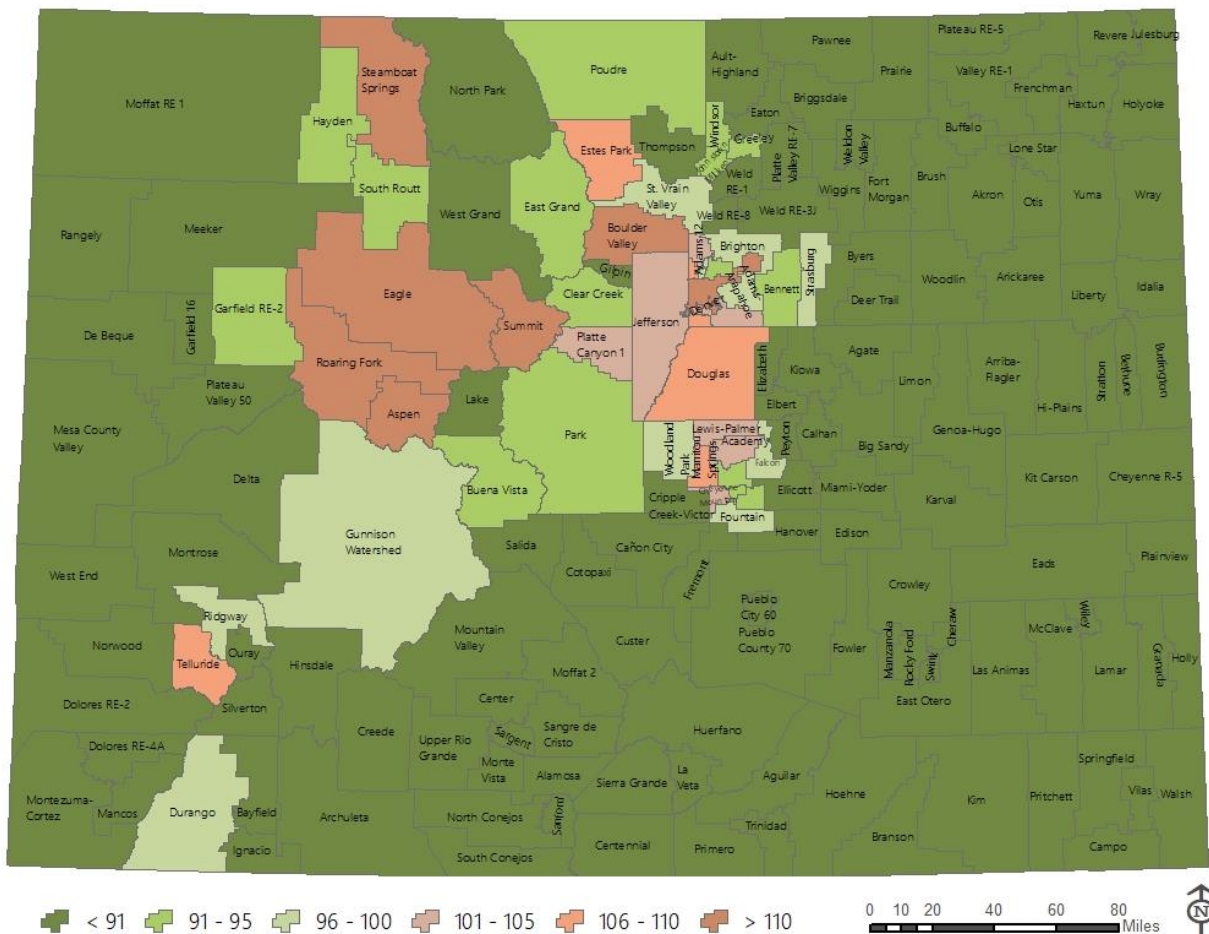 Plateau RE-5
Revere
Julesburg
Pawnee
Steamboat
Springs
Poudre
Ault-
Highland
Prairie
Valley RE-1
North Park
Frenchman
Moffat RE 1
Haxtun
Holyoke
Briggsdale
Hayden
Eaton
Windsor
Buffalo
Greeley
Estes Park
Thompson
Platte
Valley RE-7
Weldon
Valley
Lone Star
Weld
RE-1
South Routt
St. Vrain
Valley
Wiggins
Fort
Morgan
Brush
Akron
Otis
Yuma
Wray
East Grand
West Grand
Weld RE-8
Weld RE-3J
Meeker
Rangely
Boulder
Valley
Adams 12
Brighton
Byers
Gilpin
Strasburg
Woodlin
Arickaree
Idalia
Bennett
Adams-
Arapahoe
Clear Creek
Eagle
Liberty
Deer Trail
Garfield RE-2
Denver
Garfield 16
Summit
Jefferson
De Beque
Platte
Canyon 1
Roaring Fork
Agate
Arriba-
Flagler
Stratton
Bethune
Burlington
Douglas
Elizabeth
Kiowa
Limon
Plateau
Valley 50
Lake
Elbert
Hi-Plains
Aspen
Mesa County
Valley
Park
Lewis-Palmer
Academy
Calhan
Genoa-Hugo
Woodland
Park
Manitou
Springs
Peyton
Big Sandy
Falcon
Delta
Kit Carson
Cheyenne R-5
Buena Vista
Ellicott
Miami-Yoder
Cripple
Creek-Victor
Karval
Fountain
Gunnison
Watershed
Hanover
Edison
Salida
Cañon City
Montrose
Plainview
Eads
West End
Cotopaxi
Fremont
Crowley
Pueblo
City 60
Pueblo
County 70
Ridgway
Wiley
McClave
Mountain
Valley
Custer
Norwood
Ouray
Fowler
Manzanola
Rocky Ford
Swink
Cheraw
Telluride
Hinsdale
Granada
Holly
Moffat 2
Las Animas
Lamar
Center
East Otero
Dolores RE-2
Silverton
Creede
Sangre de
Cristo
Huerfano
Sargent
Dolores RE-4A
Upper Rio
Grande
Springfield
Monte
Vista
Alamosa
Sierra Grande
La
Veta
Aguilar
Montezuma-
Cortez
Mancos
Durango
Bayfield
Hoehne
Kim
Pritchett
Vilas
Walsh
Archuleta
North Conejos
Sanford
Trinidad
Branson
Ignacio
South Conejos
Centennial
Primero
Campo
< 91 91 - 95 96 - 100 101 - 105 106 - 110 > 110
0 10 20 40 60 80
Miles
N